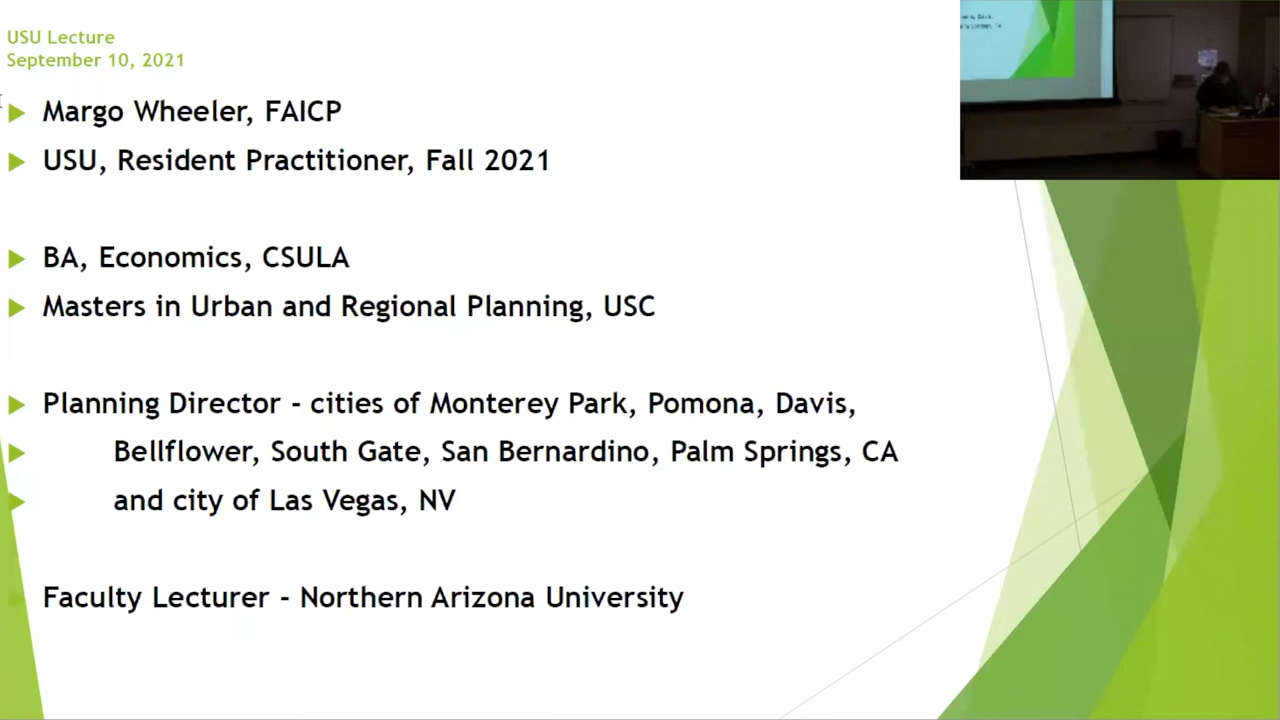 USU Lecture
September 10, 2021
Margo Wheeler, FAICP
USU, Resident Practitioner, Fall 2021
BA, Economics, CSULA
Masters in Urban and Regional Planning, USC
Planning Director - cities of Monterey Park, Pomona, Davis,
Bellflower, South Gate, San Bernardino, Palm Springs, CA
and city of Las Vegas, NV
Faculty Lecturer - Northern Arizona University